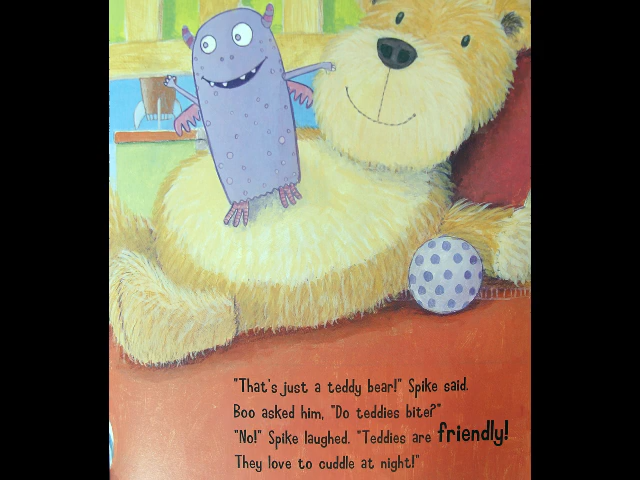 "That's just a teddy bear!" Spike said.
Boo asked him, "Do teddies bite?"
"No!" Spike laughed. "Teddies are friendly!
They love to cuddle at night!"